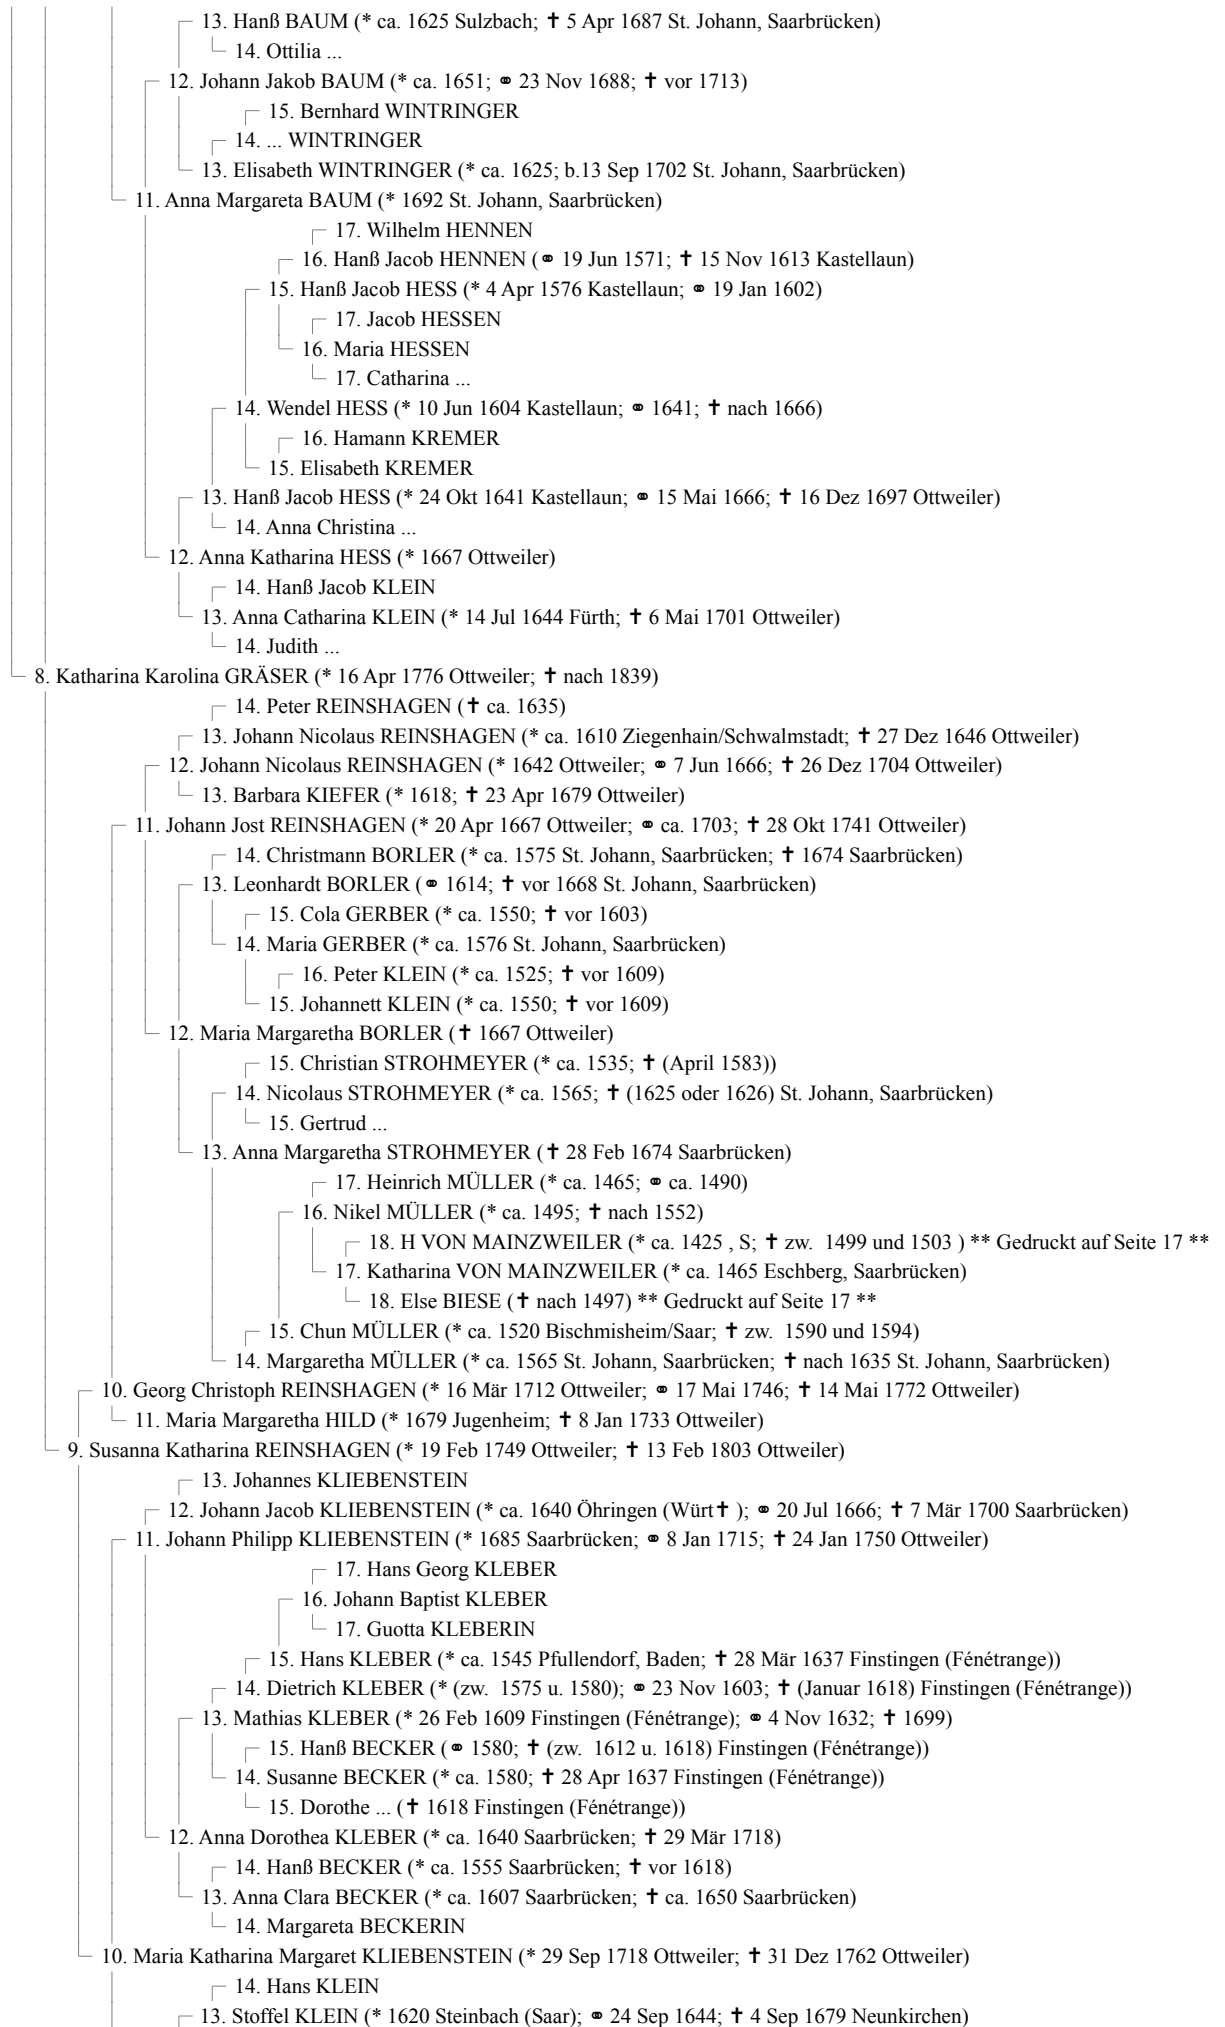 13. Hanß BAUM (* ca. 1625 Sulzbach; ✝ 5 Apr 1687 St. Johann, Saarbrücken)
14. Ottilia ...
12. Johann Jakob BAUM (* ca. 1651; ⚭ 23 Nov 1688; ✝ vor 1713)
15. Bernhard WINTRINGER
14. ... WINTRINGER
13. Elisabeth WINTRINGER (* ca. 1625; b.13 Sep 1702 St. Johann, Saarbrücken)
11. Anna Margareta BAUM (* 1692 St. Johann, Saarbrücken)
17. Wilhelm HENNEN
16. Hanß Jacob HENNEN (⚭ 19 Jun 1571; ✝ 15 Nov 1613 Kastellaun)
15. Hanß Jacob HESS (* 4 Apr 1576 Kastellaun; ⚭ 19 Jan 1602)
17. Jacob HESSEN
16. Maria HESSEN
17. Catharina ...
14. Wendel HESS (* 10 Jun 1604 Kastellaun; ⚭ 1641; ✝ nach 1666)
16. Hamann KREMER
15. Elisabeth KREMER
13. Hanß Jacob HESS (* 24 Okt 1641 Kastellaun; ⚭ 15 Mai 1666; ✝ 16 Dez 1697 Ottweiler)
14. Anna Christina ...
12. Anna Katharina HESS (* 1667 Ottweiler)
14. Hanß Jacob KLEIN
13. Anna Catharina KLEIN (* 14 Jul 1644 Fürth; ✝ 6 Mai 1701 Ottweiler)
14. Judith ...
8. Katharina Karolina GRÄSER (* 16 Apr 1776 Ottweiler; ✝ nach 1839)
14. Peter REINSHAGEN (✝ ca. 1635)
13. Johann Nicolaus REINSHAGEN (* ca. 1610 Ziegenhain/Schwalmstadt; ✝ 27 Dez 1646 Ottweiler)
12. Johann Nicolaus REINSHAGEN (* 1642 Ottweiler; ⚭ 7 Jun 1666; ✝ 26 Dez 1704 Ottweiler)
13. Barbara KIEFER (* 1618; ✝ 23 Apr 1679 Ottweiler)
11. Johann Jost REINSHAGEN (* 20 Apr 1667 Ottweiler; ⚭ ca. 1703; ✝ 28 Okt 1741 Ottweiler)
14. Christmann BORLER (* ca. 1575 St. Johann, Saarbrücken; ✝ 1674 Saarbrücken)
13. Leonhardt BORLER (⚭ 1614; ✝ vor 1668 St. Johann, Saarbrücken)
15. Cola GERBER (* ca. 1550; ✝ vor 1603)
14. Maria GERBER (* ca. 1576 St. Johann, Saarbrücken)
16. Peter KLEIN (* ca. 1525; ✝ vor 1609)
15. Johannett KLEIN (* ca. 1550; ✝ vor 1609)
12. Maria Margaretha BORLER (✝ 1667 Ottweiler)
15. Christian STROHMEYER (* ca. 1535; ✝ (April 1583))
14. Nicolaus STROHMEYER (* ca. 1565; ✝ (1625 oder 1626) St. Johann, Saarbrücken)
15. Gertrud ...
13. Anna Margaretha STROHMEYER (✝ 28 Feb 1674 Saarbrücken)
17. Heinrich MÜLLER (* ca. 1465; ⚭ ca. 1490)
16. Nikel MÜLLER (* ca. 1495; ✝ nach 1552)
18. H VON MAINZWEILER (* ca. 1425 , S; ✝ zw. 1499 und 1503 ) ** Gedruckt auf Seite 17 **
17. Katharina VON MAINZWEILER (* ca. 1465 Eschberg, Saarbrücken)
18. Else BIESE (✝ nach 1497) ** Gedruckt auf Seite 17 **
15. Chun MÜLLER (* ca. 1520 Bischmisheim/Saar; ✝ zw. 1590 und 1594)
14. Margaretha MÜLLER (* ca. 1565 St. Johann, Saarbrücken; ✝ nach 1635 St. Johann, Saarbrücken)
10. Georg Christoph REINSHAGEN (* 16 Mär 1712 Ottweiler; ⚭ 17 Mai 1746; ✝ 14 Mai 1772 Ottweiler)
11. Maria Margaretha HILD (* 1679 Jugenheim; ✝ 8 Jan 1733 Ottweiler)
9. Susanna Katharina REINSHAGEN (* 19 Feb 1749 Ottweiler; ✝ 13 Feb 1803 Ottweiler)
13. Johannes KLIEBENSTEIN
12. Johann Jacob KLIEBENSTEIN (* ca. 1640 Öhringen (Würt✝ ); ⚭ 20 Jul 1666; ✝ 7 Mär 1700 Saarbrücken)
11. Johann Philipp KLIEBENSTEIN (* 1685 Saarbrücken; ⚭ 8 Jan 1715; ✝ 24 Jan 1750 Ottweiler)
17. Hans Georg KLEBER
16. Johann Baptist KLEBER
17. Guotta KLEBERIN
15. Hans KLEBER (* ca. 1545 Pfullendorf, Baden; ✝ 28 Mär 1637 Finstingen (Fénétrange))
14. Dietrich KLEBER (* (zw. 1575 u. 1580); ⚭ 23 Nov 1603; ✝ (Januar 1618) Finstingen (Fénétrange))
13. Mathias KLEBER (* 26 Feb 1609 Finstingen (Fénétrange); ⚭ 4 Nov 1632; ✝ 1699)
15. Hanß BECKER (⚭ 1580; ✝ (zw. 1612 u. 1618) Finstingen (Fénétrange))
14. Susanne BECKER (* ca. 1580; ✝ 28 Apr 1637 Finstingen (Fénétrange))
15. Dorothe ... (✝ 1618 Finstingen (Fénétrange))
12. Anna Dorothea KLEBER (* ca. 1640 Saarbrücken; ✝ 29 Mär 1718)
14. Hanß BECKER (* ca. 1555 Saarbrücken; ✝ vor 1618)
13. Anna Clara BECKER (* ca. 1607 Saarbrücken; ✝ ca. 1650 Saarbrücken)
14. Margareta BECKERIN
10. Maria Katharina Margaret KLIEBENSTEIN (* 29 Sep 1718 Ottweiler; ✝ 31 Dez 1762 Ottweiler)
14. Hans KLEIN
13. Stoffel KLEIN (* 1620 Steinbach (Saar); ⚭ 24 Sep 1644; ✝ 4 Sep 1679 Neunkirchen)